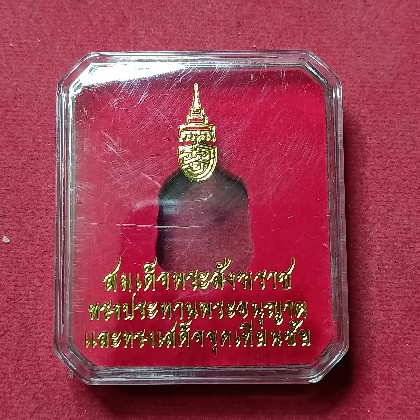 สมเด็จพระสังฆราช
ทรงประทานพระอนุญาต
และทรงเสด็จจุดเทียนชัย